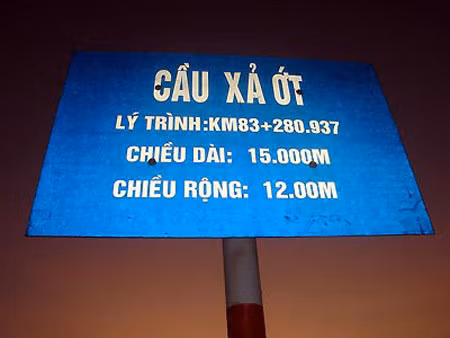 CẦU XẢ ỚT
LÝ TRÌNH:KM83+280.937
CHIỀU DÀI: 15.000M
CHIỀU RỘNG: 12.00M